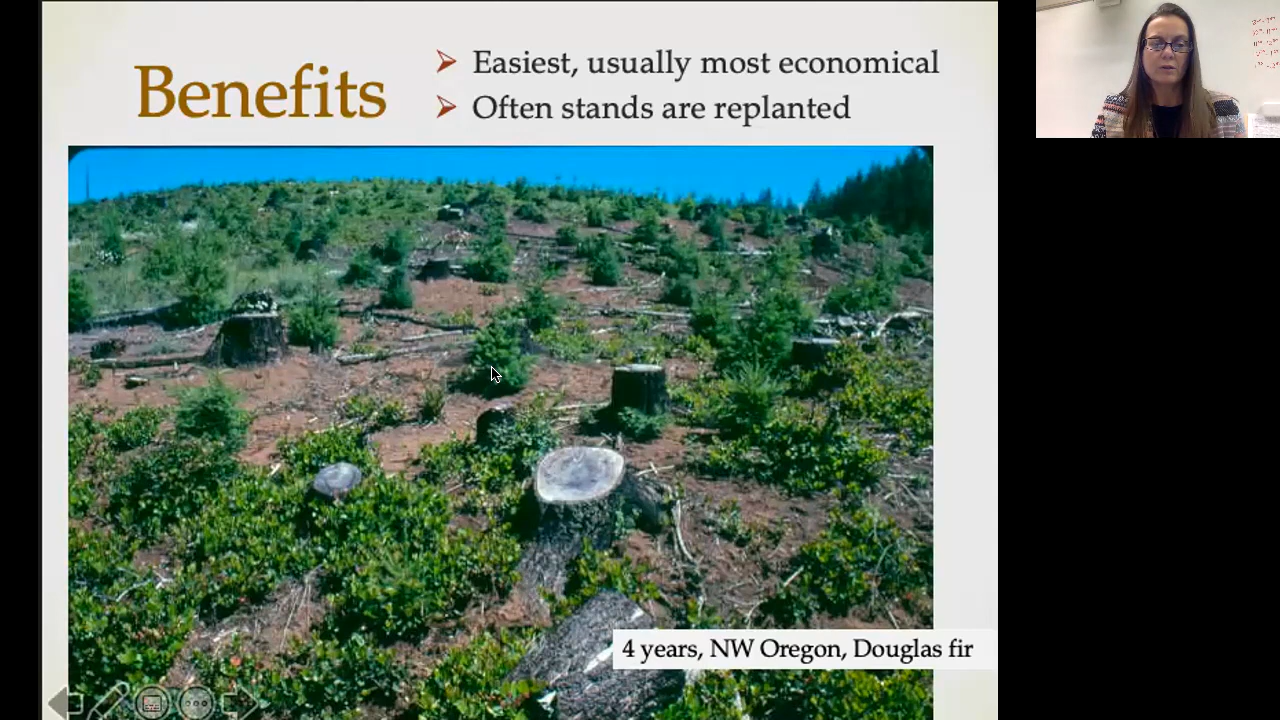 Benefits
Easiest, usually most economical
Often stands are replanted
4 years, NW Oregon, Douglas fir